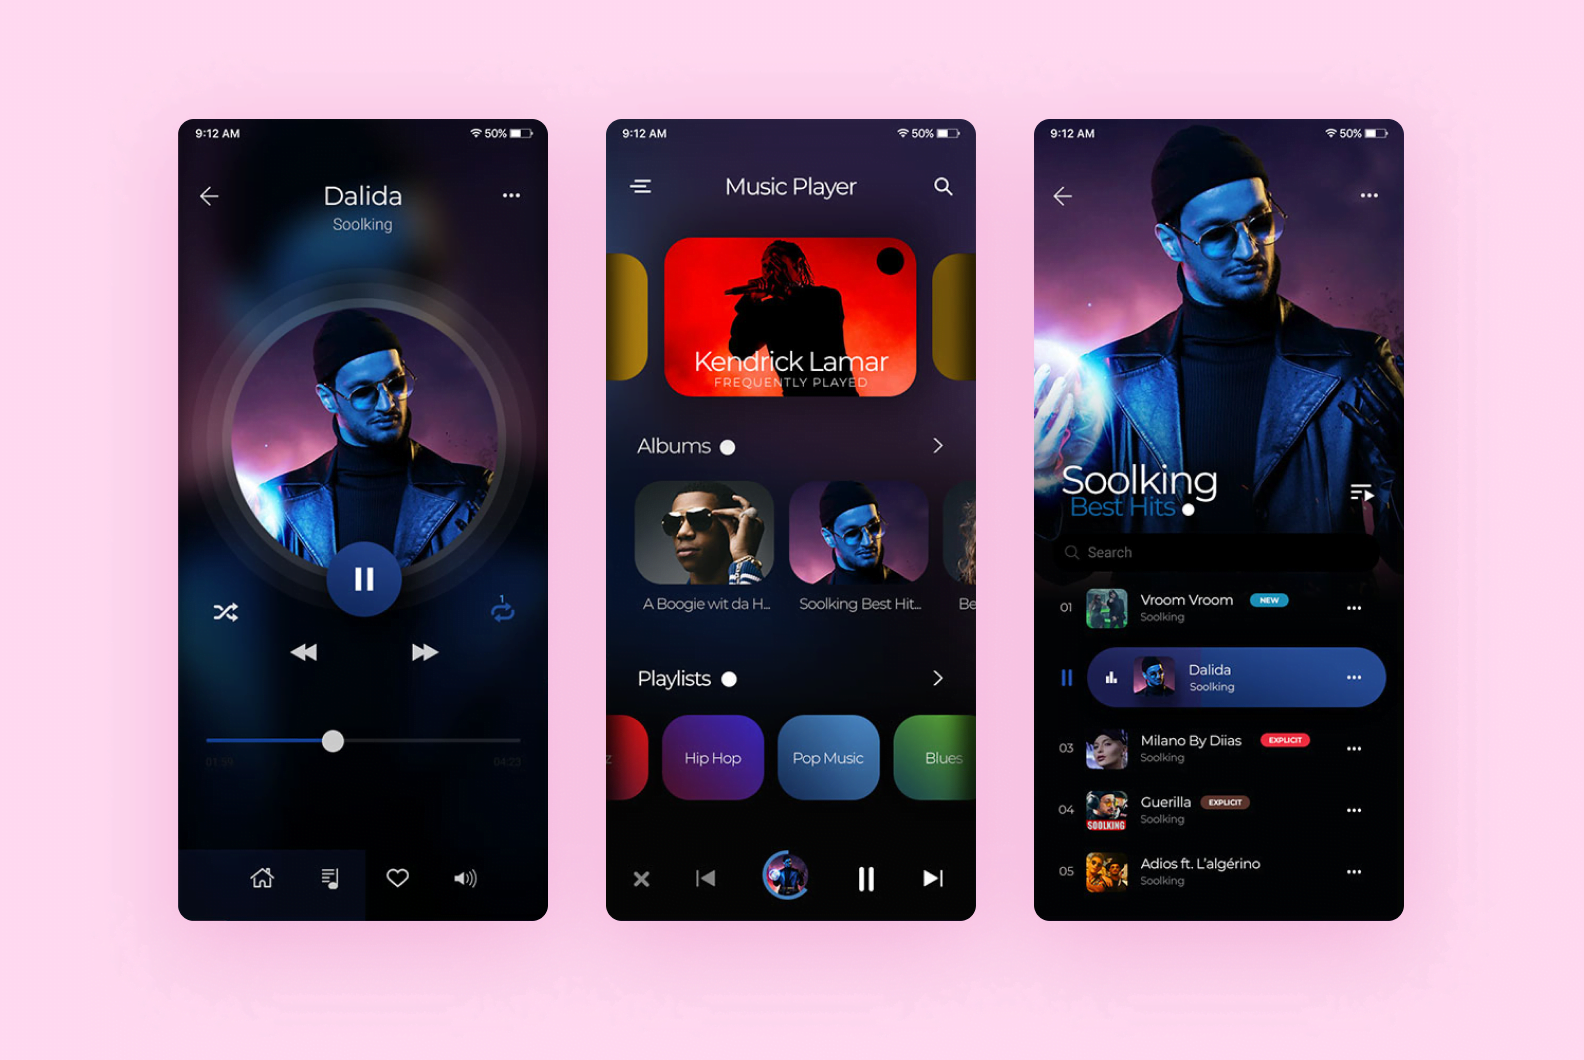 9:12 AM
50%
Dalida
Soolking
1
01:59
04:23
9:12 AM
50%
Music Player
Kendrick Lamar
FREQUENTLY PLAYED
Albums
A Boogie wit da H...
Soolking Best Hit...
Be
Playlists
z
Hip Hop
Pop Music
Blues
9:12 AM
50%
Soolking
Best Hits
Search
01
Vroom Vroom
NEW
Soolking
Dalida
Soolking
03
Milano By Diias
EXPLICIT
Soolking
04
SOOLKING
Guerilla
EXPLICIT
Soolking
05
Adios ft. L'algérino
Soolking